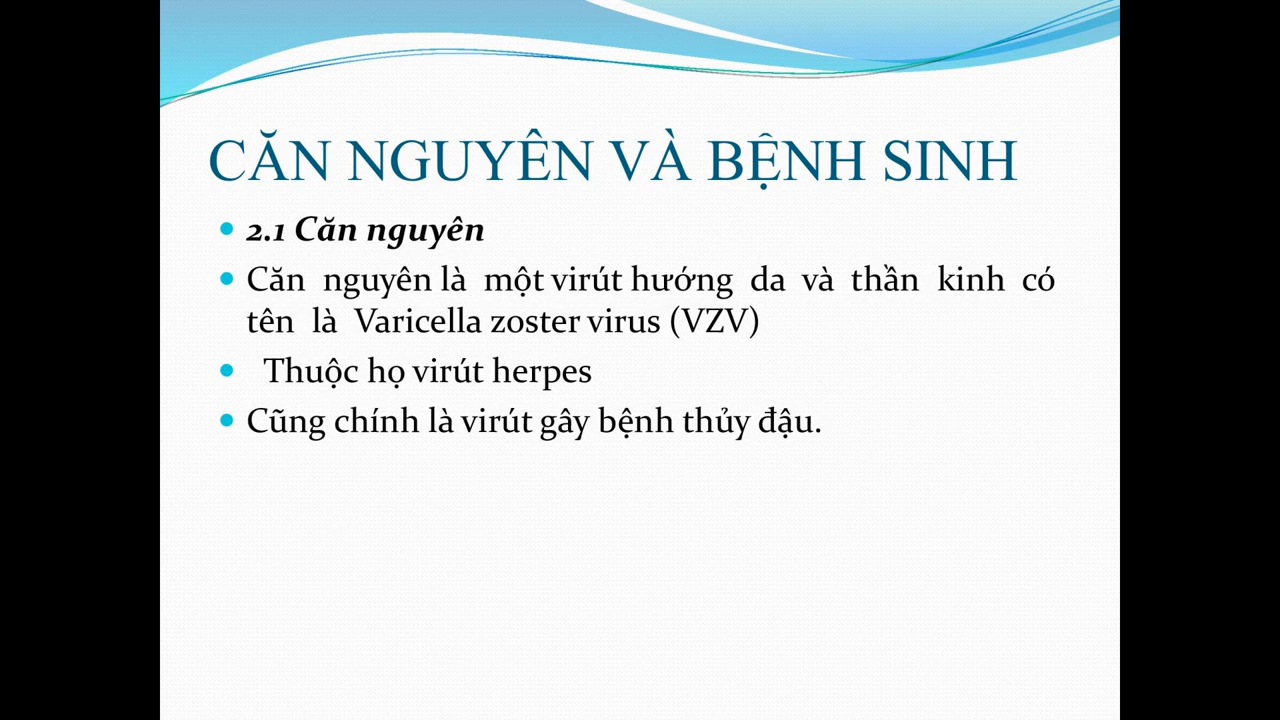 CĂN NGUYÊN VÀ BỆNH SINH
2.1 Căn nguyên
Căn nguyên là một virút hướng da và thần kinh có
tên là Varicella zoster virus (VZV)
Thuộc họ virút herpes
Cũng chính là virút gây bệnh thủy đậu.